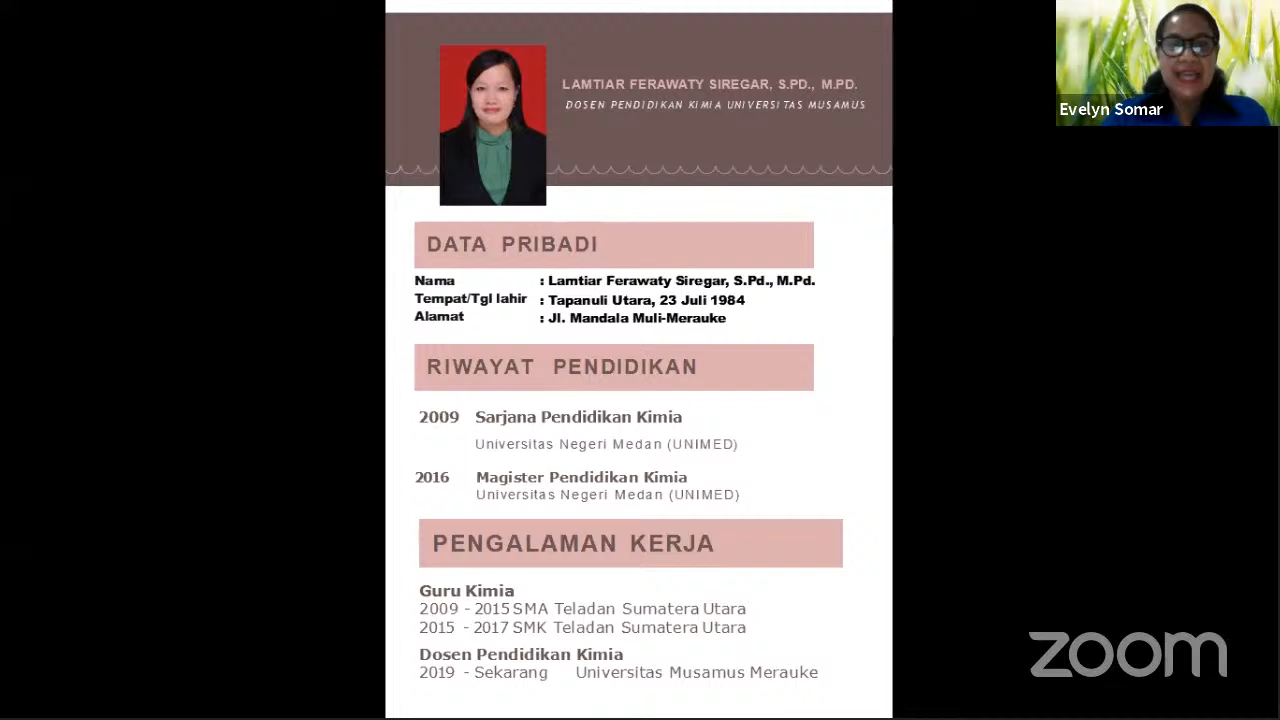 LAMTIAR FERAWATY SIREGAR, S.PD., M.PD.
DOSEN PENDIDIKAN KIMIA UNIVERSITAS MUSAMUS
Evelyn Somar
DATA PRIBADI
Nama : Lamtiar Ferawaty Siregar, S.Pd., M.Pd.
Tempat/Tgl lahir : Tapanuli Utara, 23 Juli 1984
Alamat : Jl. Mandala Muli-Merauke
RIWAYAT PENDIDIKAN
2009 Sarjana Pendidikan Kimia
Universitas Negeri Medan (UNIMED)
2016 Magister Pendidikan Kimia
Universitas Negeri Medan (UNIMED)
PENGALAMAN KERJA
Guru Kimia
2009 - 2015 SMA Teladan Sumatera Utara
2015 - 2017 SMK Teladan Sumatera Utara
Dosen Pendidikan Kimia
2019 - Sekarang Universitas Musamus Merauke
zoom